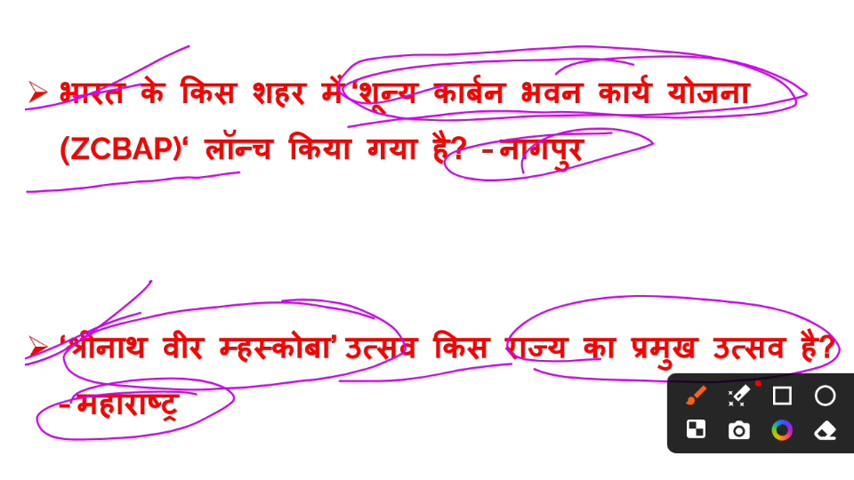 भारत के किस शहर में ‘शून्य कार्बन भवन कार्य योजना
(ZCBAP)‘ लॉन्च किया गया है? – नागपुर
‘श्रीनाथ वीर म्हस्कोबा’ उत्सव किस राज्य का प्रमुख उत्सव है?
– महाराष्ट्र